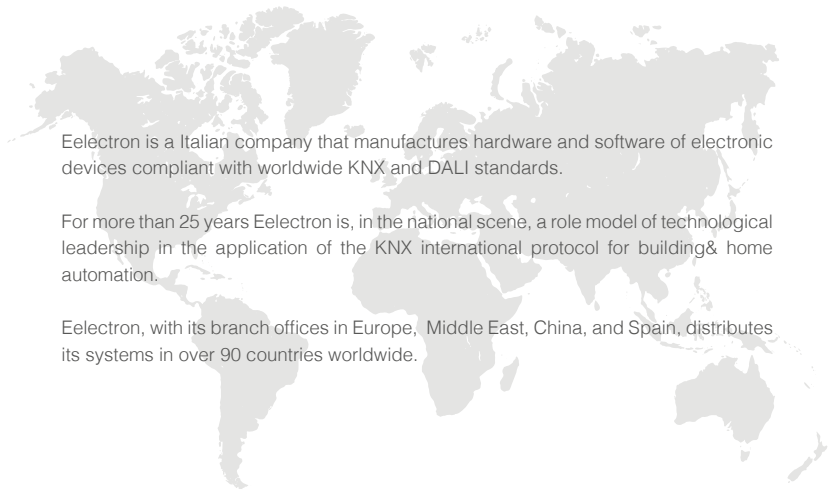 Eelectron is a Italian company that manufactures hardware and software of electronic
devices compliant with worldwide KNX and DALI standards.
For more than 25 years Eelectron is, in the national scene, a role model of technological
leadership in the application of the KNX international protocol for building& home
automation.
Eelectron, with its branch offices in Europe,  Middle East, China, and Spain, distributes
its systems in over 90 countries worldwide.